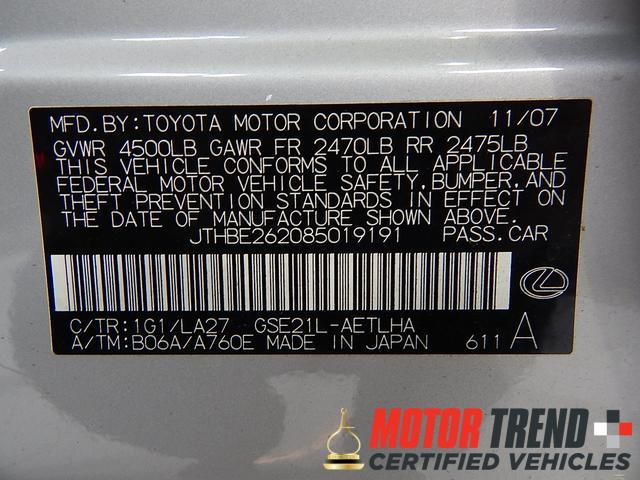 MFD.BY:TOYOTA MOTOR CORPORATION 11/07
GVWR 4500LB GAWR FR 2470LB RR 2475LB
THIS VEHICLE CONFORMS TO ALL APPLICABLE
FEDERAL MOTOR VEHICLE SAFETY,BUMPER,AND
THEFT PREVENTION STANDARDS IN EFFECT ON
THE DATE OF MANUFACTURE SHOWN ABOVE.
JTHBE262085019191 PASS.CAR
C/TR:1G1/LA27 GSE21L-AETLHA
A/TM:B06A/A760E MADE IN JAPAN 611 A
MOTOR TREND
CERTIFIED VEHICLES